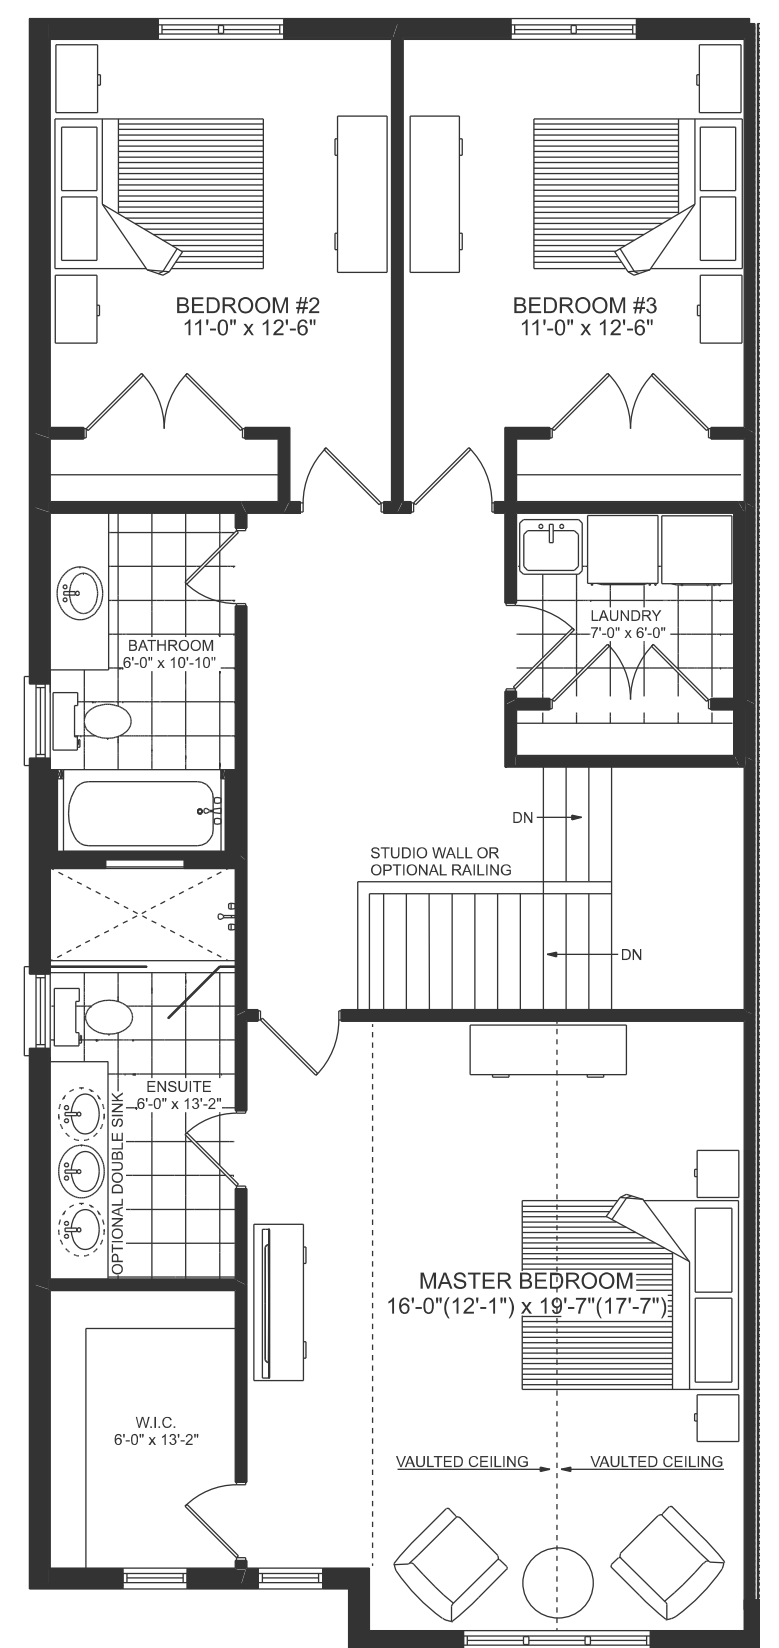 BEDROOM #2
11'-0" x 12'-6"
BEDROOM #3
11'-0" x 12'-6"
LAUNDRY
7'-0" x 6'-0"
BATHROOM
6'-0" x 10'-10"
DN
STUDIO WALL OR
OPTIONAL RAILING
DN
ENSUITE
6'-0" x 13'-2"
OPTIONAL DOUBLE SINK
MASTER BEDROOM
16'-0"(12'-1") x 19'-7"(17'-7")
W.I.C.
6'-0" x 13'-2"
VAULTED CEILING
VAULTED CEILING